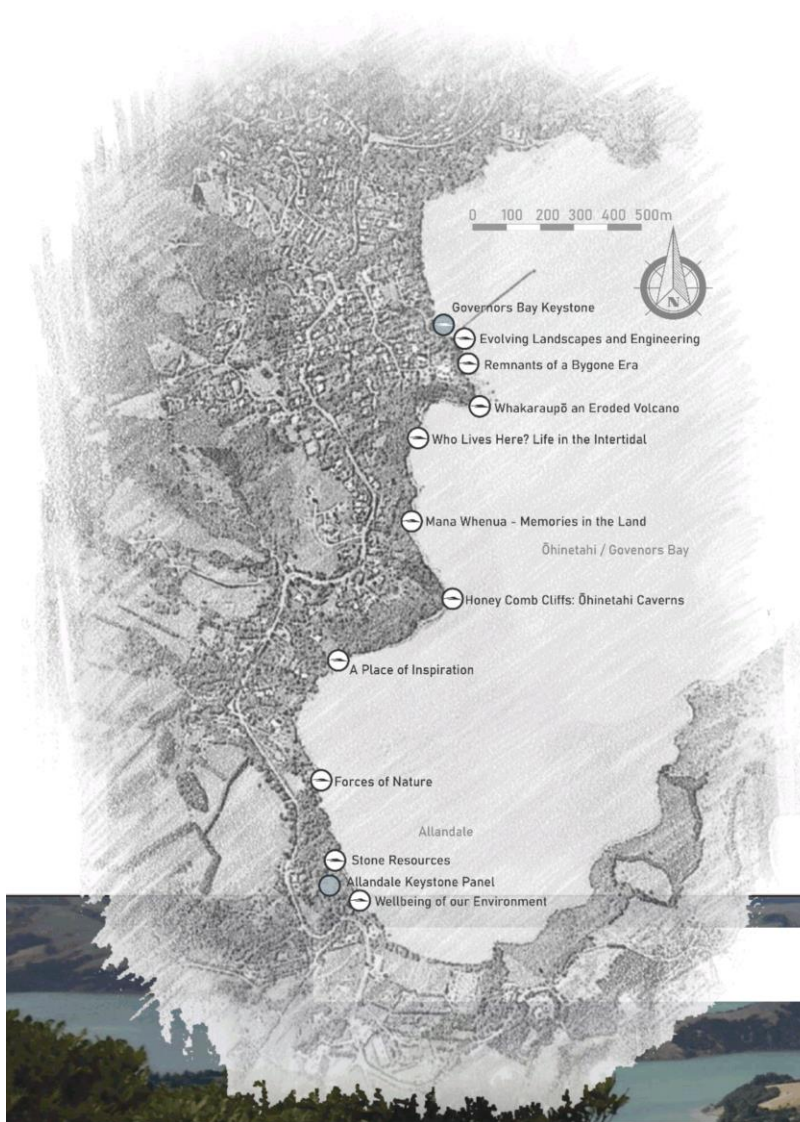 0 100 200 300 400 500m
N
Governors Bay Keystone
Evolving Landscapes and Engineering
Remnants of a Bygone Era
Whakaraupō an Eroded Volcano
Who Lives Here? Life in the Intertidal
Mana Whenua - Memories in the Land
Ōhinetahi / Govenors Bay
Honey Comb Cliffs: Ōhinetahi Caverns
A Place of Inspiration
Forces of Nature
Allandale
Stone Resources
Allandale Keystone Panel
Wellbeing of our Environment